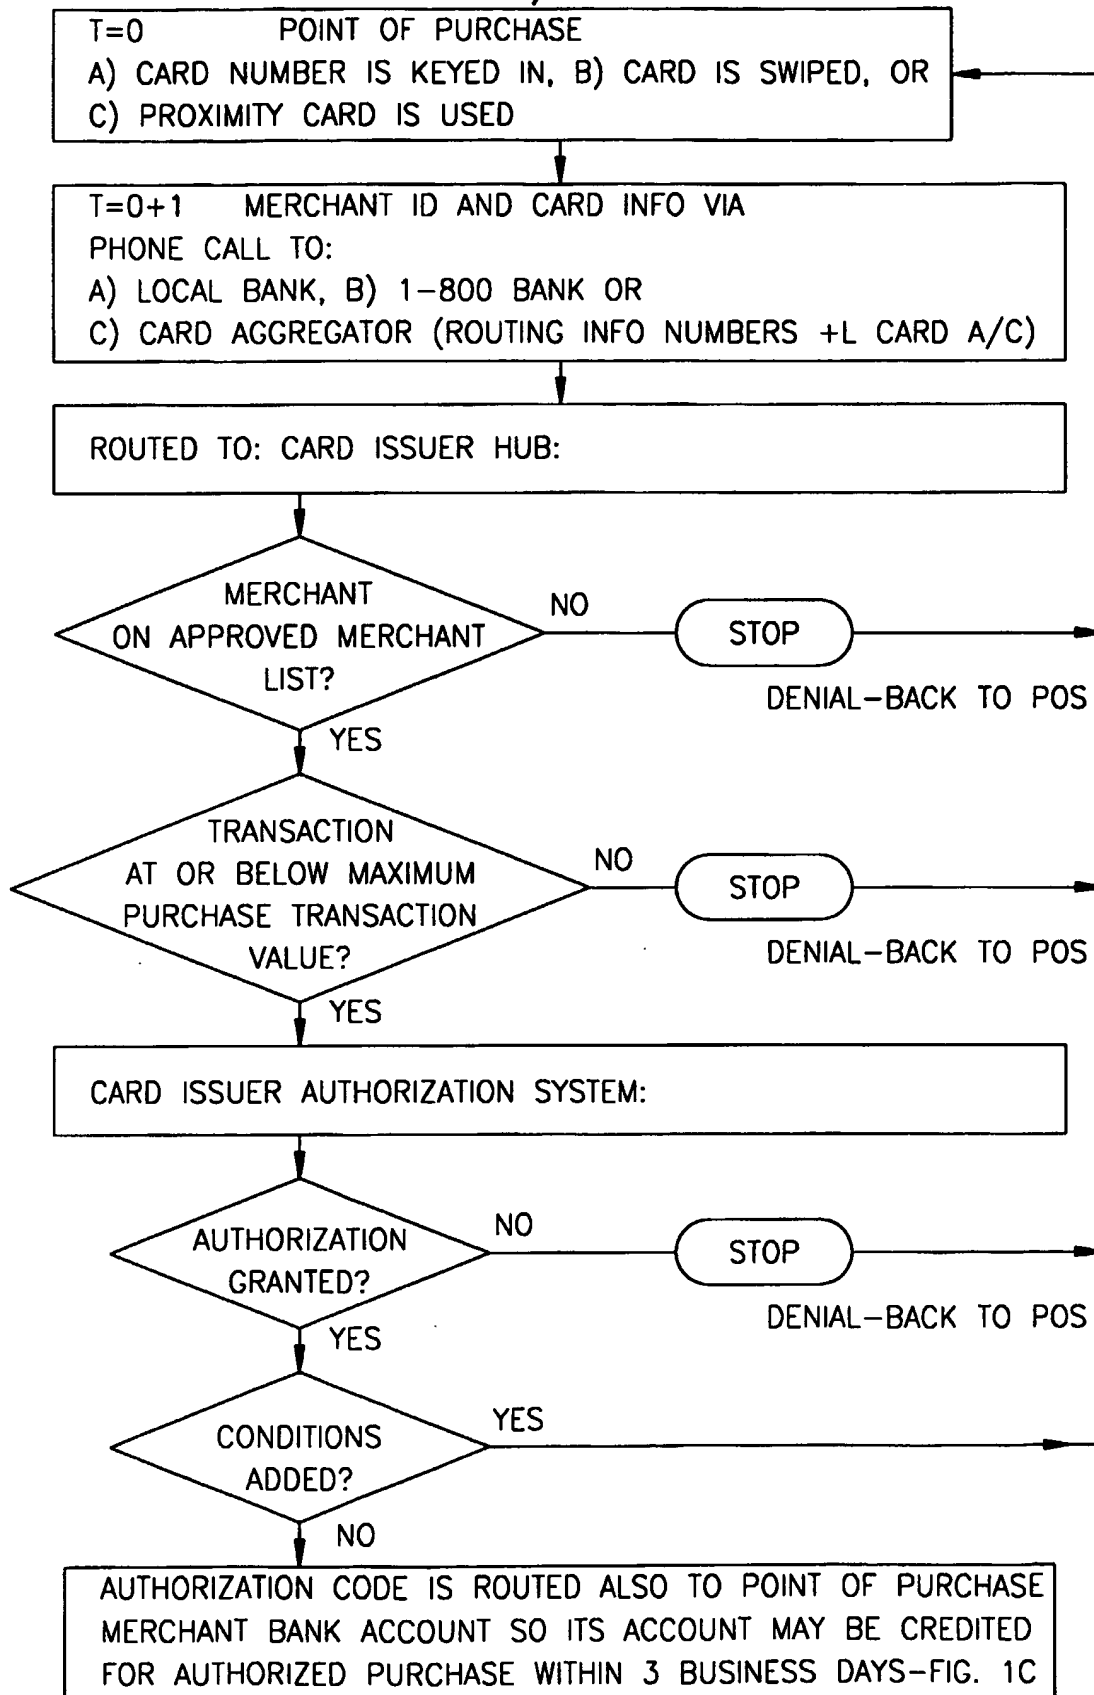 T=0 POINT OF PURCHASE
A) CARD NUMBER IS KEYED IN, B) CARD IS SWIPED, OR
C) PROXIMITY CARD IS USED
T=0+1 MERCHANT ID AND CARD INFO VIA
PHONE CALL TO:
A) LOCAL BANK, B) 1-800 BANK OR
C) CARD AGGREGATOR (ROUTING INFO NUMBERS +L CARD A/C)
ROUTED TO: CARD ISSUER HUB:
MERCHANT
ON APPROVED MERCHANT
LIST?
NO
STOP
DENIAL-BACK TO POS
YES
TRANSACTION
AT OR BELOW MAXIMUM
PURCHASE TRANSACTION
VALUE?
NO
STOP
DENIAL-BACK TO POS
YES
CARD ISSUER AUTHORIZATION SYSTEM:
AUTHORIZATION
GRANTED?
NO
STOP
DENIAL-BACK TO POS
YES
CONDITIONS
ADDED?
YES
NO
AUTHORIZATION CODE IS ROUTED ALSO TO POINT OF PURCHASE
MERCHANT BANK ACCOUNT SO ITS ACCOUNT MAY BE CREDITED
FOR AUTHORIZED PURCHASE WITHIN 3 BUSINESS DAYS-FIG. 1C